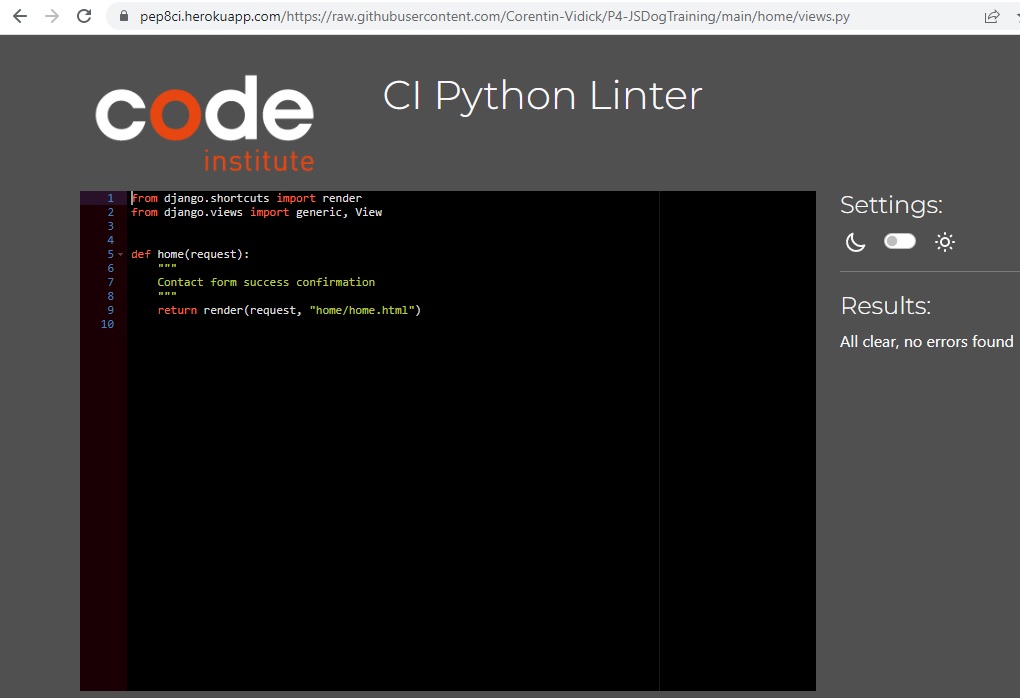 pep8ci.herokuapp.com/https://raw.githubusercontent.com/Corentin-Vidick/P4-JSDogTraining/main/home/views.py
code
institute
CI Python Linter
1 from django.shortcuts import render
2 from django.views import generic, View
3
4
5 def home(request):
6     """
7     Contact form success confirmation
8     """
9     return render(request, "home/home.html")
10
Settings:
Results:
All clear, no errors found